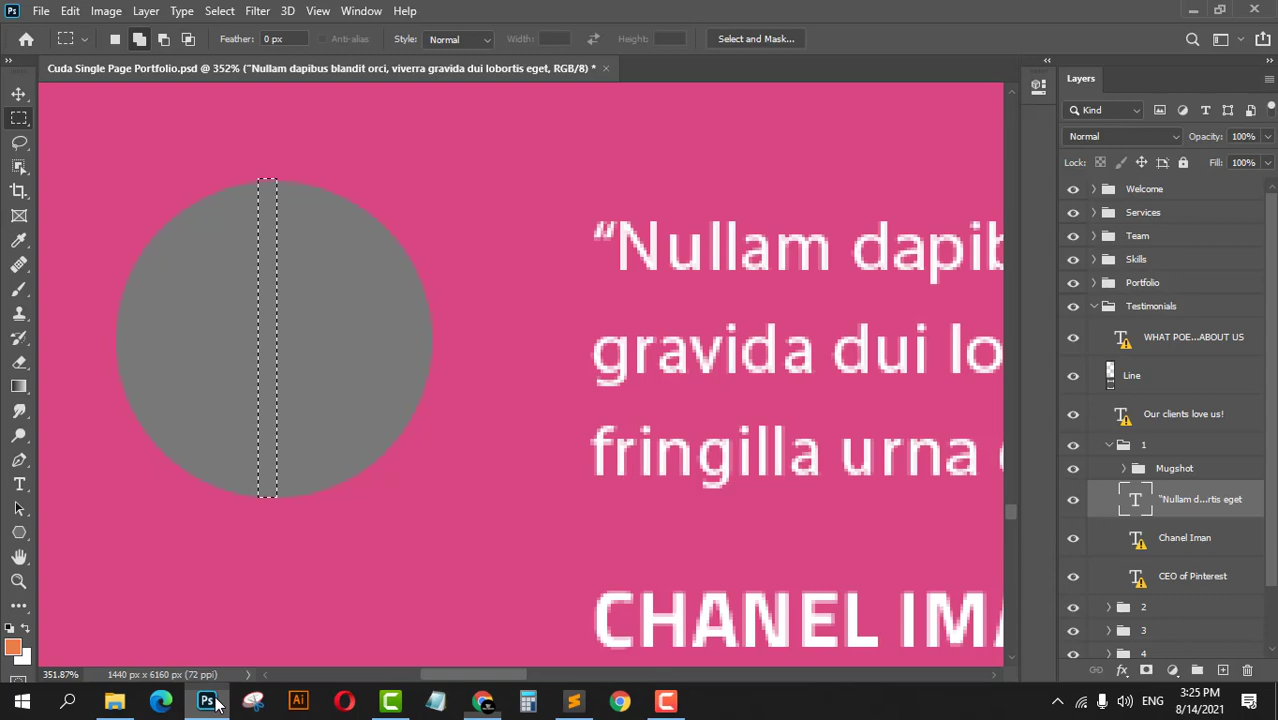 Ps File Edit Image Layer Type Select Filter 3D View Window Help
Feather: 0 px Anti-alias Style: Normal Width: Height: Select and Mask...
Cuda Single Page Portfolio.psd @ 352% ("Nullam dapibus blandit orci, viverra gravida dui lobortis eget, RGB/8) *
Layers
Kind
Normal Opacity: 100%
Lock: Fill: 100%
Welcome
Services
Team
Skills
Portfolio
Testimonials
WHAT POE...ABOUT US
Line
Our clients love us!
1
Mugshot
"Nullam d...rtis eget
Chanel Iman
CEO of Pinterest
2
3
4
“Nullam dapib
gravida dui lo
fringilla urna
CHANEL IMA
351.87% 1440 px x 6160 px (72 ppi)
Ps Ai ENG
3:25 PM
8/14/2021